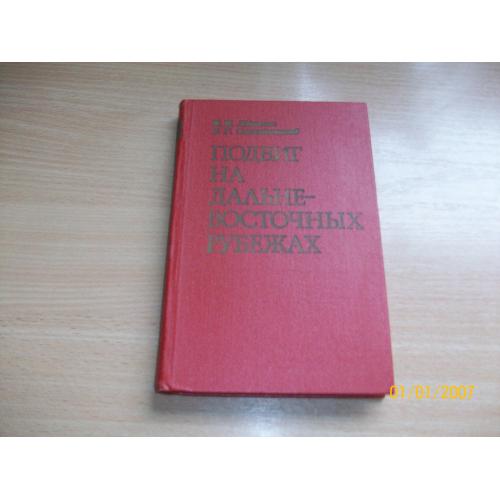 ПОДВИГ
НА
ДАЛЬНЕ-
ВОСТОЧНЫХ
РУБЕЖАХ
01/01/2007